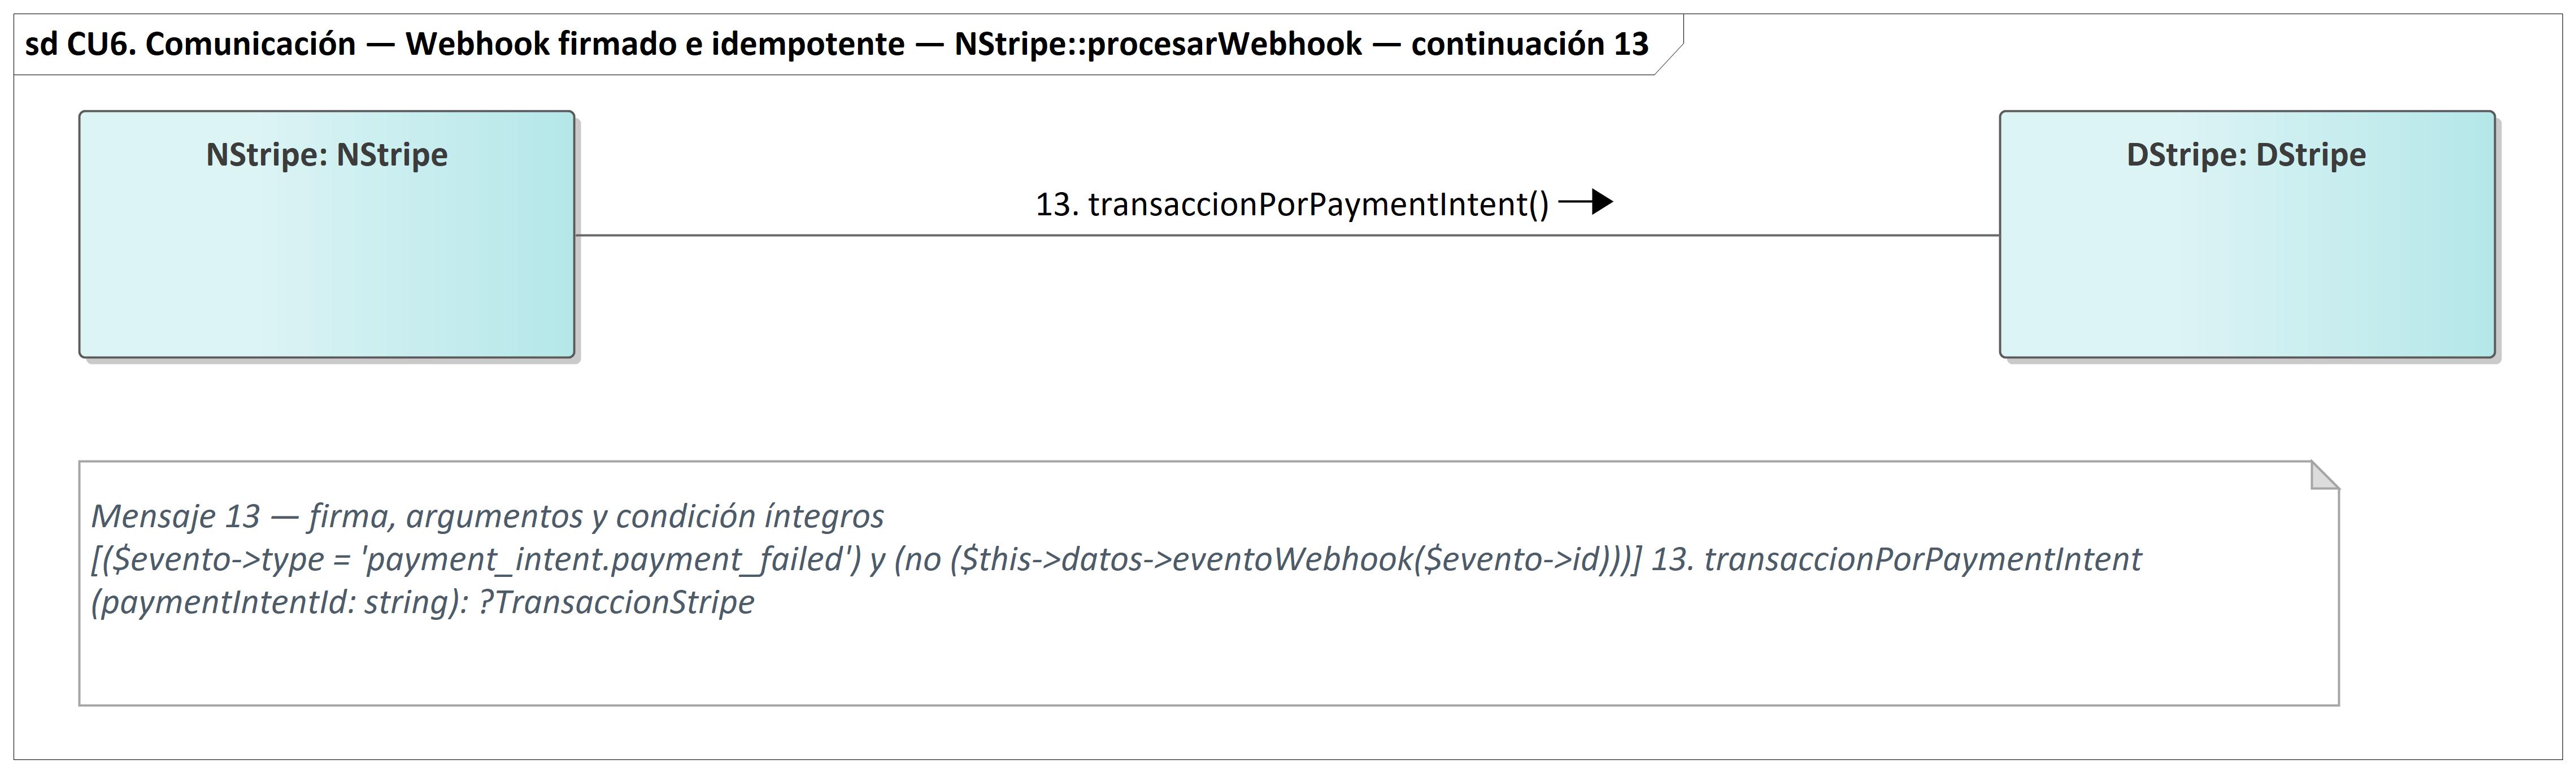 sd CU6. Comunicación — Webhook firmado e idempotente — NStripe::procesarWebhook — continuación 13
NStripe: NStripe
DStripe: DStripe
13. transaccionPorPaymentIntent()
Mensaje 13 — firma, argumentos y condición íntegros
[($evento->type = 'payment_intent.payment_failed') y (no ($this->datos->eventoWebhook($evento->id)))] 13. transaccionPorPaymentIntent
(paymentIntentId: string): ?TransaccionStripe